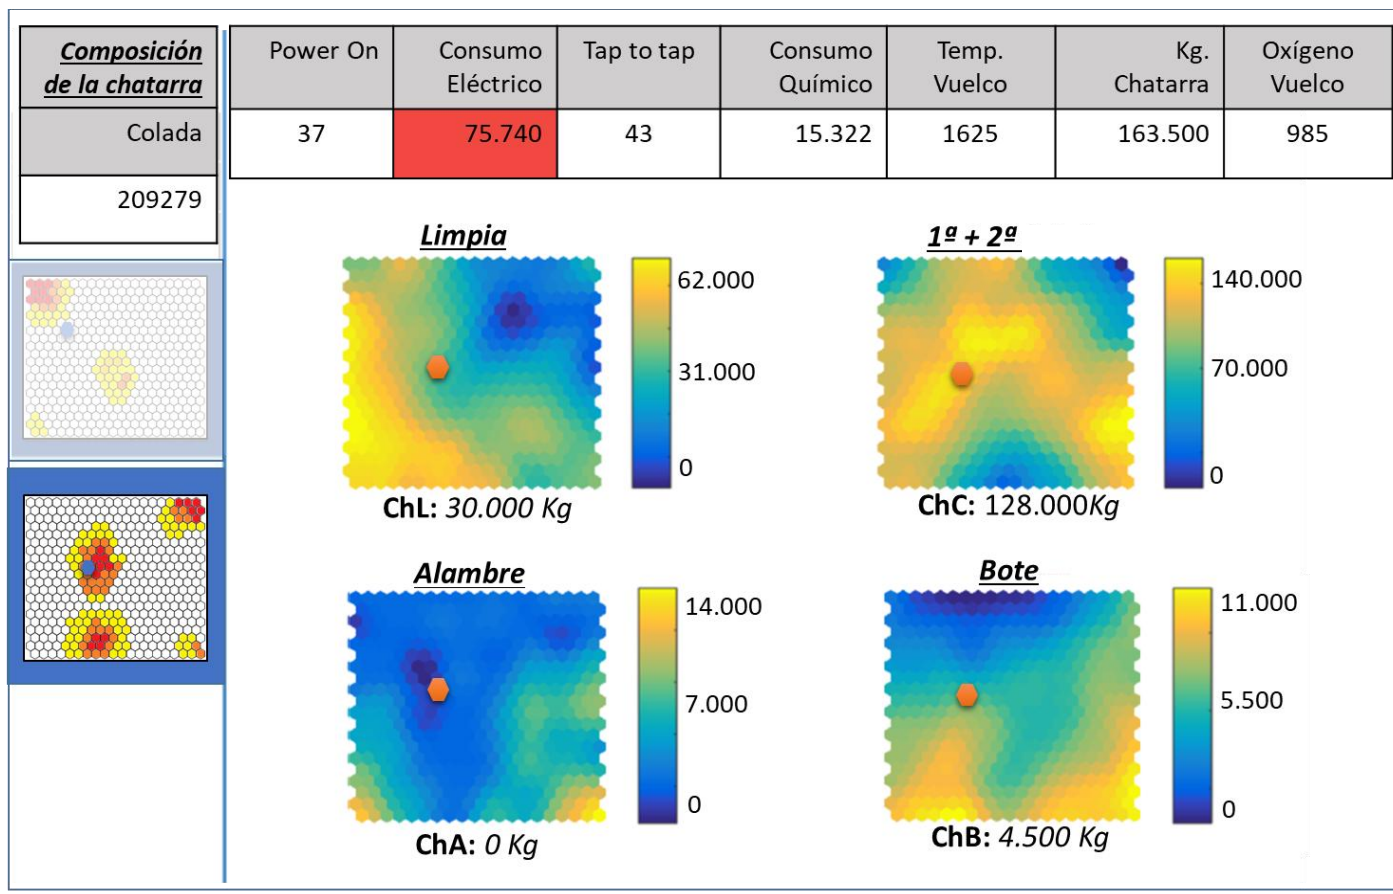 Composición
de la chatarra
Colada
209279
Power On
Consumo
Eléctrico
Tap to tap
Consumo
Químico
Temp.
Vuelco
Kg.
Chatarra
Oxígeno
Vuelco
37
75.740
43
15.322
1625
163.500
985
Limpia
62.000
31.000
0
ChL: 30.000 Kg
1ª + 2ª
140.000
70.000
0
ChC: 128.000Kg
Alambre
14.000
7.000
0
ChA: 0 Kg
Bote
11.000
5.500
0
ChB: 4.500 Kg